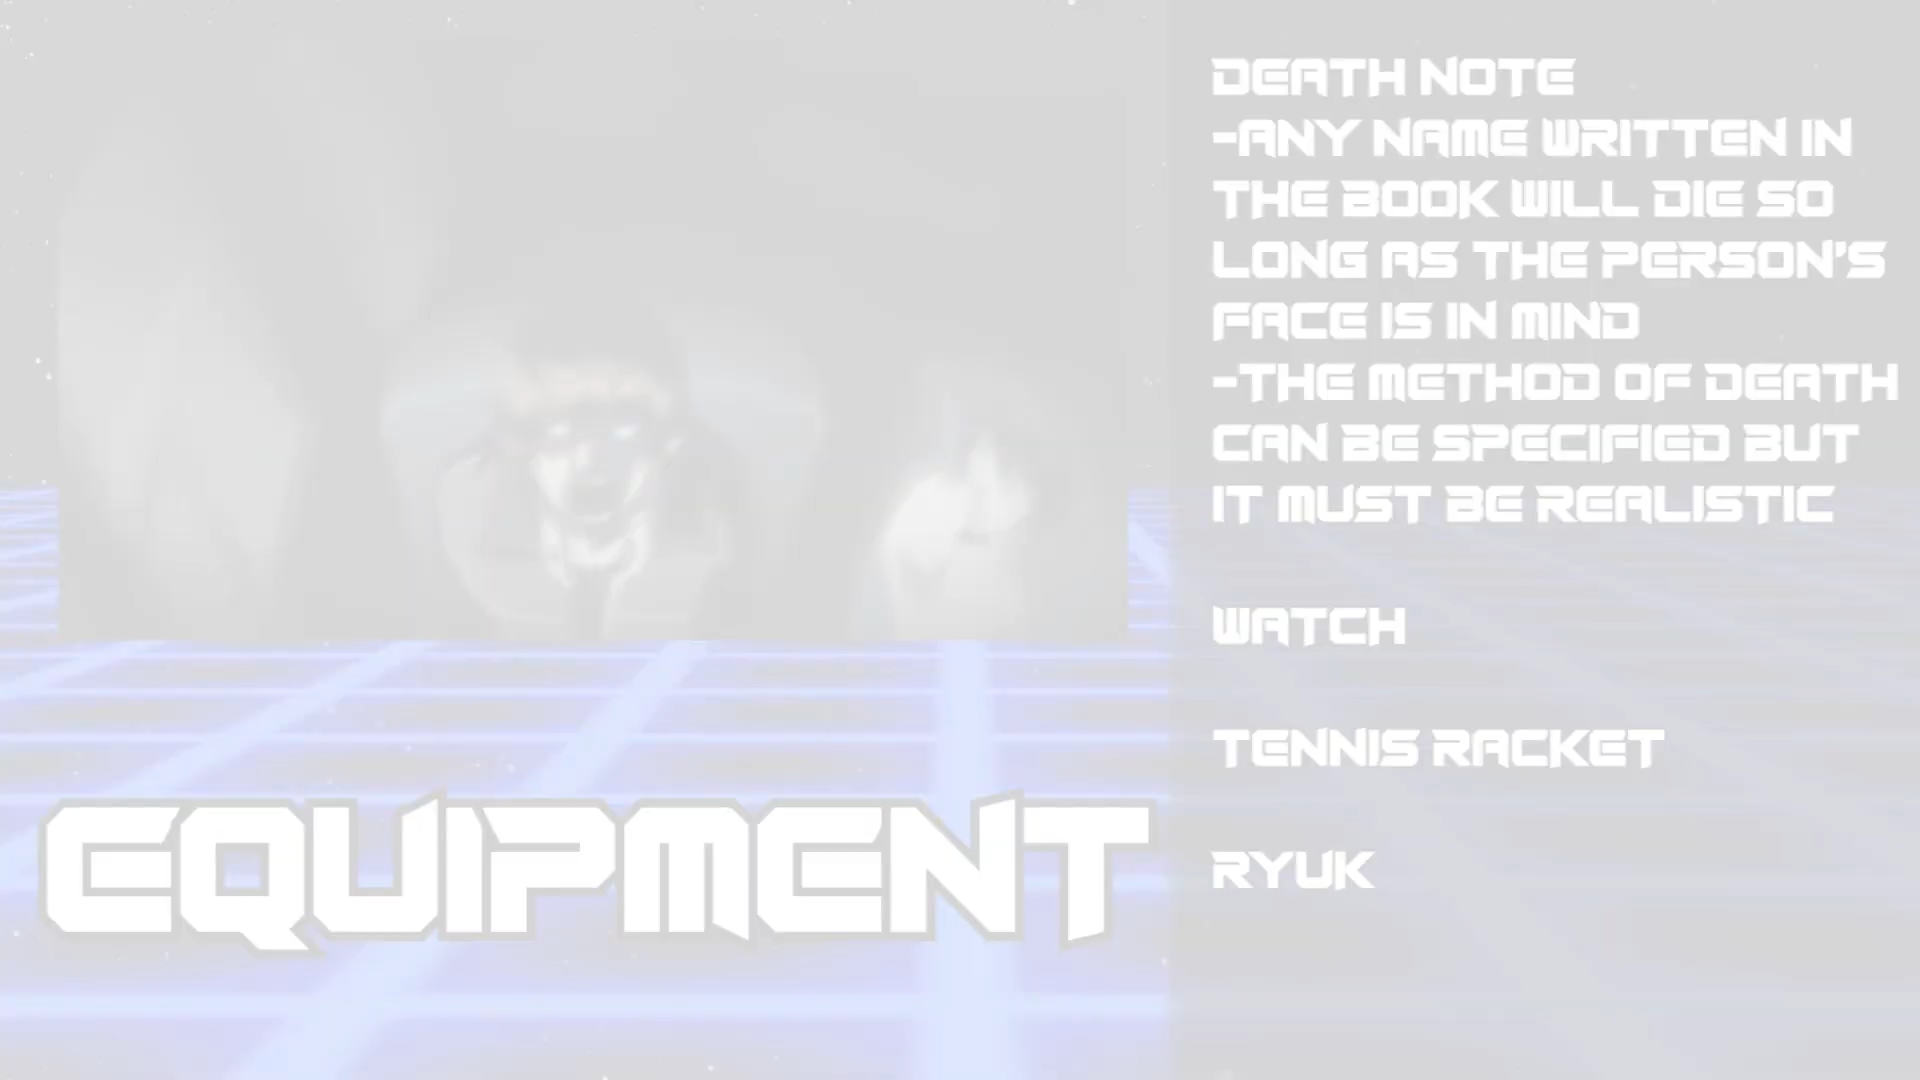 DEATH NOTE
-ANY NAME WRITTEN IN
THE BOOK WILL DIE SO
LONG AS THE PERSON'S
FACE IS IN MIND
-THE METHOD OF DEATH
CAN BE SPECIFIED BUT
IT MUST BE REALISTIC
WATCH
TENNIS RACKET
RYUK
EQUIPMENT